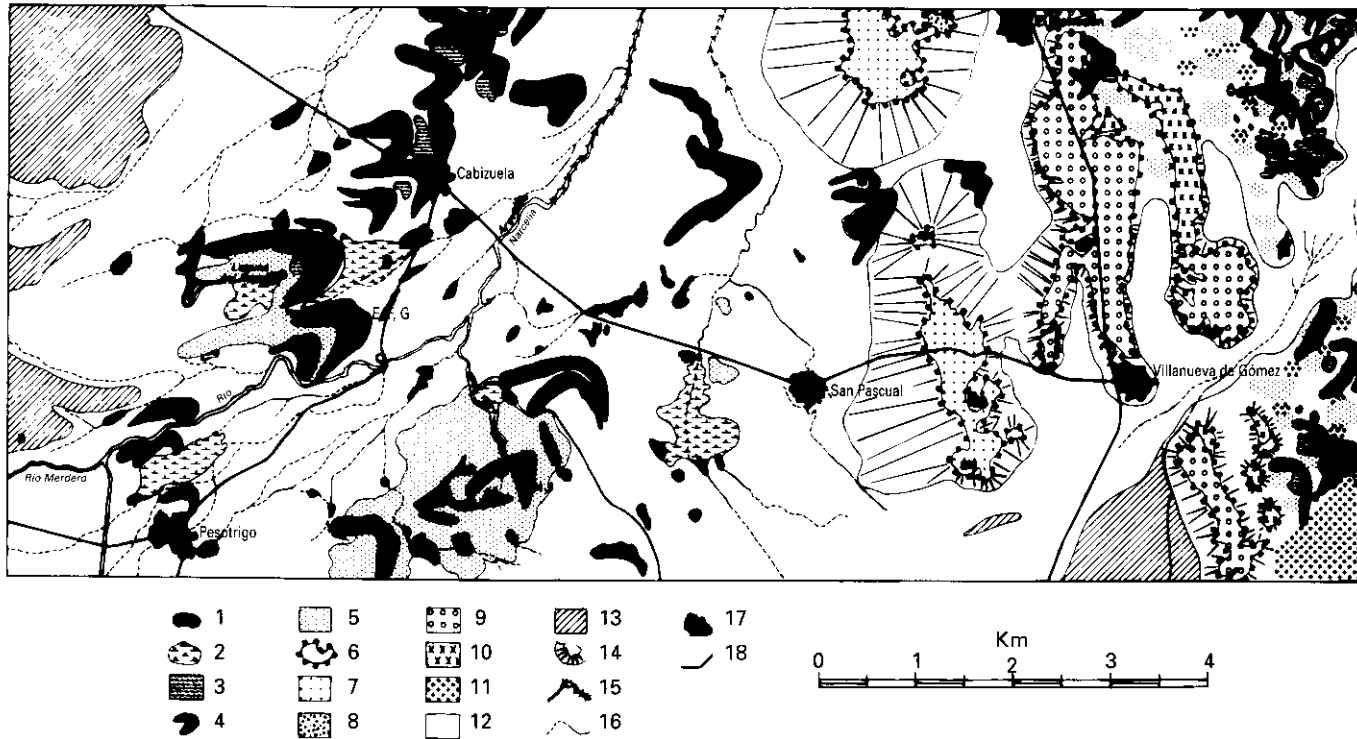 Cabizuela
Narcerilla
E, F, G
Río
San Pascual
Villanueva de Gómez
Río Merdero
Pesotrigo
1 5 9 13 17
2 6 10 14 18
3 7 11 15
4 8 12 16
Km
0 1 2 3 4